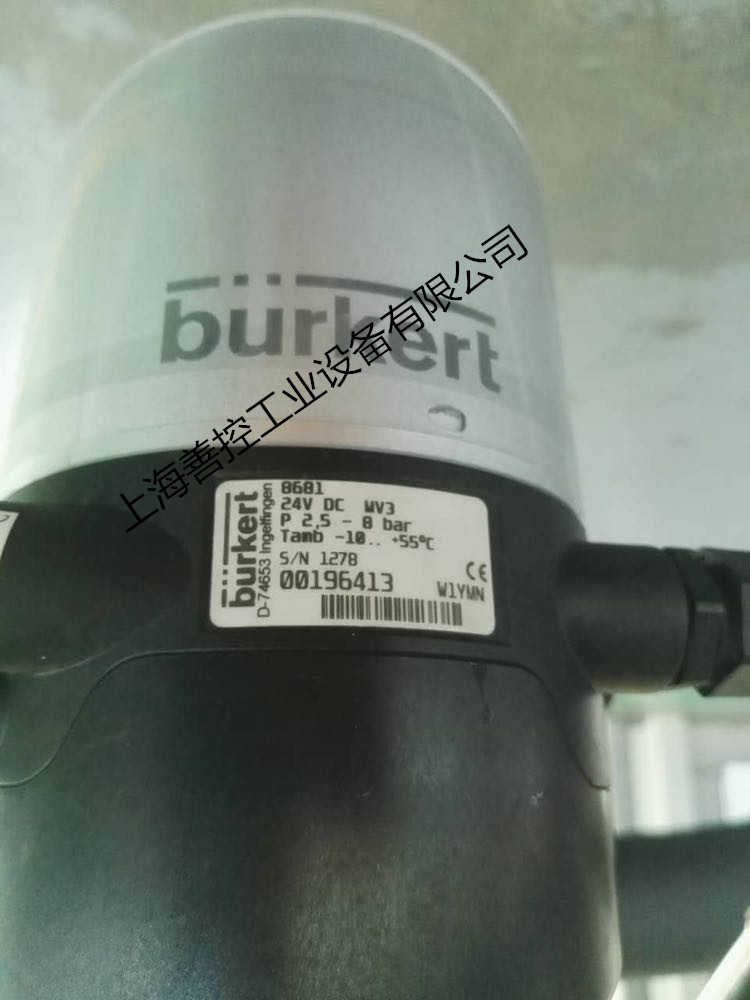 bürkert
上海善控工业设备有限公司
bürkert
D-74653 Ingelfingen
8681
24V DC WV3
P 2,5 - 8 bar
Tamb -10.. +55°C
S/N 1278
00196413
CE
W1YMN